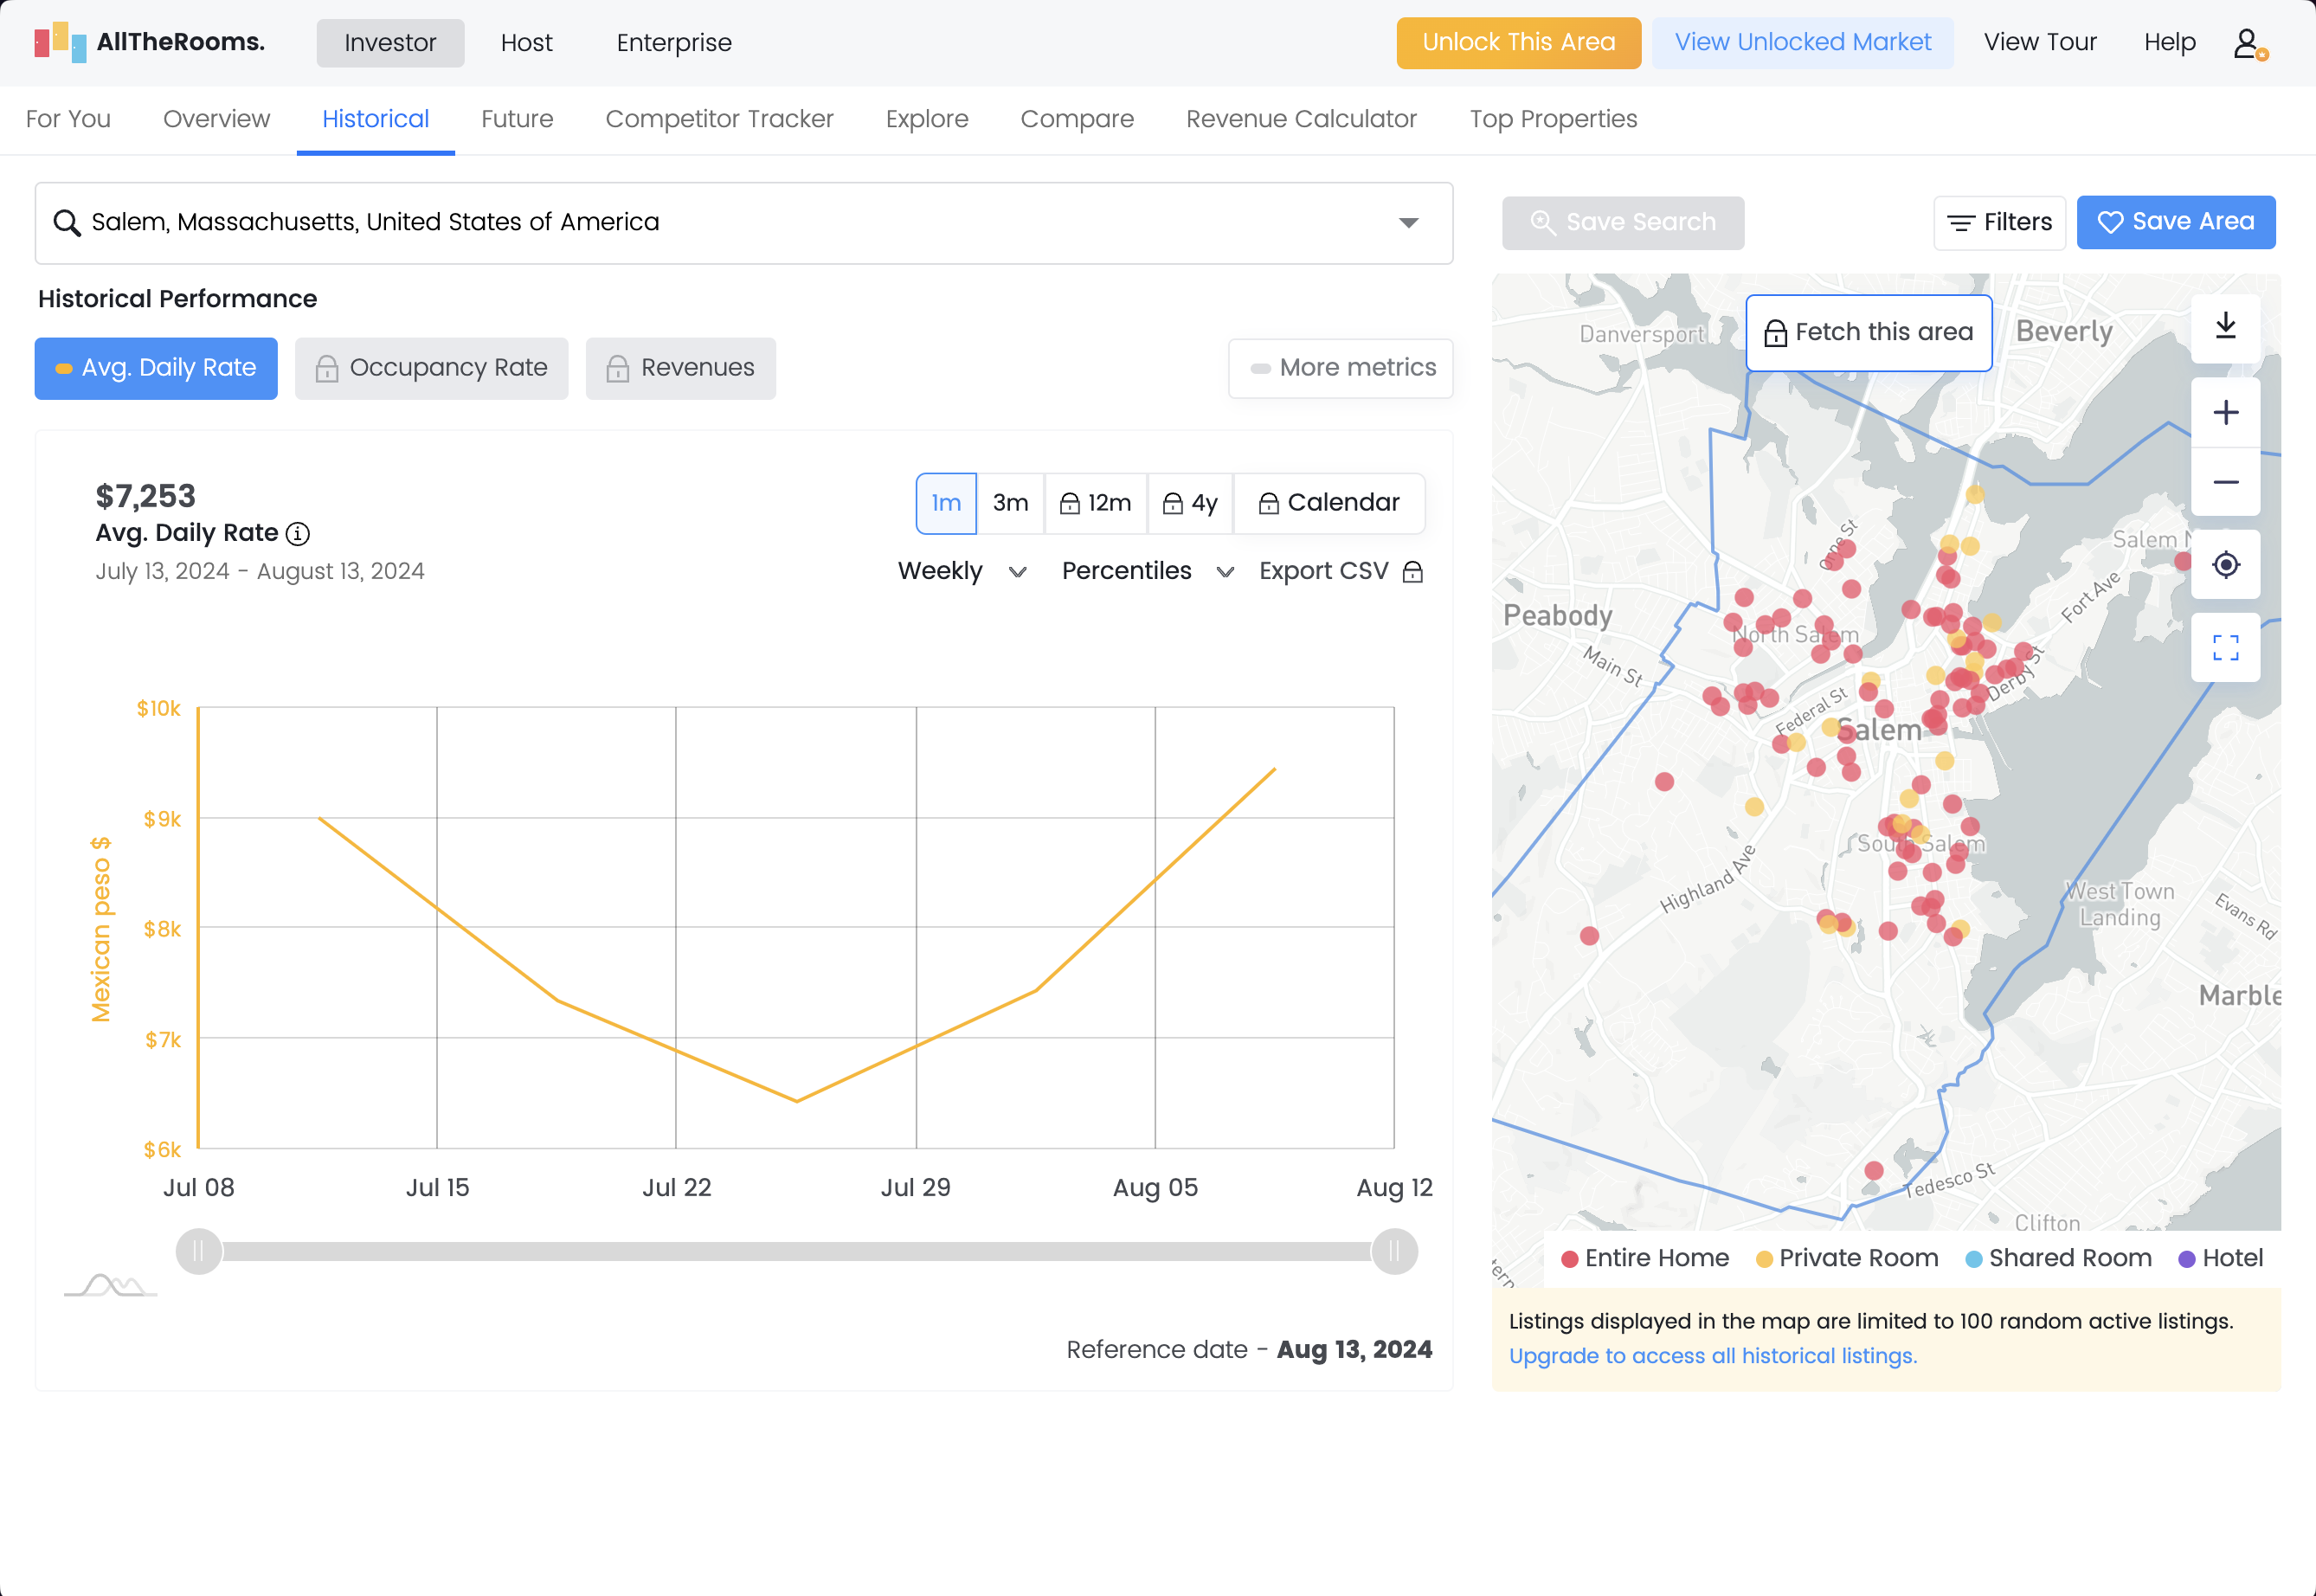 AllTheRooms.
Investor
Host
Enterprise
Unlock This Area
View Unlocked Market
View Tour
Help
For You
Overview
Historical
Future
Competitor Tracker
Explore
Compare
Revenue Calculator
Top Properties
Salem, Massachusetts, United States of America
Save Search
Filters
Save Area
Historical Performance
Avg. Daily Rate
Occupancy Rate
Revenues
More metrics
$7,253
Avg. Daily Rate
July 13, 2024 - August 13, 2024
1m
3m
12m
4y
Calendar
Weekly
Percentiles
Export CSV
Mexican peso $
$10k
$9k
$8k
$7k
$6k
Jul 08
Jul 15
Jul 22
Jul 29
Aug 05
Aug 12
Reference date - Aug 13, 2024
Fetch this area
Danversport
Beverly
Salem N
Fort Ave
Peabody
North Salem
Main St
Derby St
Federal St
Salem
South Salem
Highland Ave
West Town
Landing
Evans Rd
Marble
Tedesco St
Clifton
Entire Home
Private Room
Shared Room
Hotel
Listings displayed in the map are limited to 100 random active listings.
Upgrade to access all historical listings.